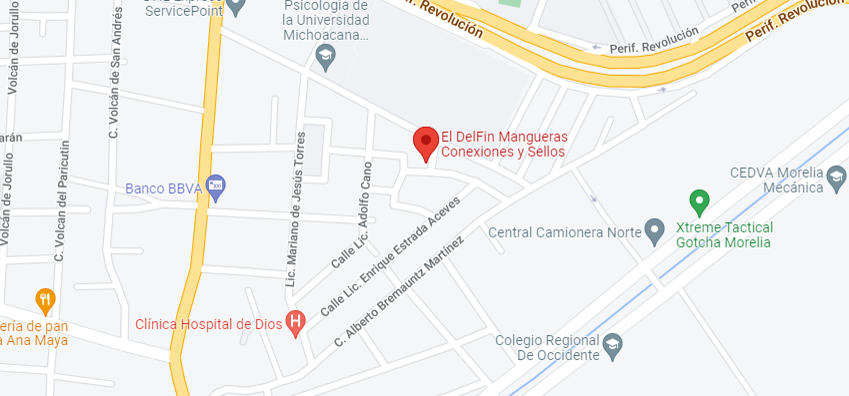 ServicePoint
Psicología de
la Universidad
Michoacana...
Perif. Revolución
Perif. Revolución
Perif. Revolución
Volcán de Jorullo
C. Volcán de San Andrés
El DelFin Mangueras
Conexiones y Sellos
Banco BBVA
C. Volcán del Paricutin
Volcán de Jorullo
Lic. Mariano de Jesús Torres
Calle Lic. Adolfo Cano
Calle Lic. Enrique Estrada Aceves
C. Alberto Bremauntz Martínez
CEDVA Morelia
Mecánica
Central Camionera Norte
Xtreme Tactical
Gotcha Morelia
Clínica Hospital de Dios
ería de pan
Ana Maya
Colegio Regional
De Occidente